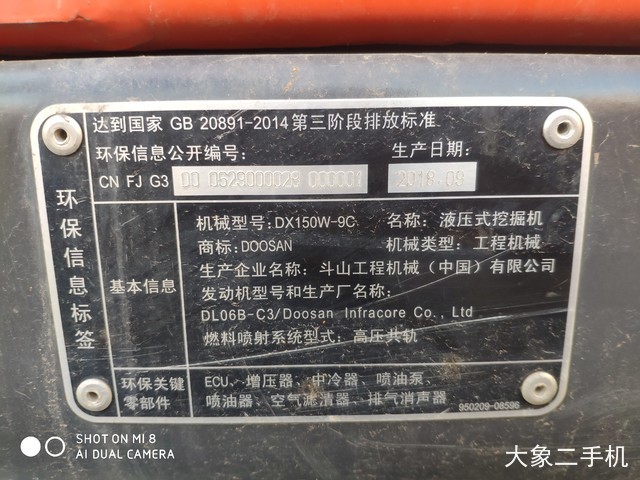 达到国家 GB 20891-2014 第三阶段排放标准
环保信息公开编号:
生产日期:
CN FJ G3 00 0629000028 000001
2018.09
环保信息标签
基本信息
机械型号: DX150W-9C 名称: 液压式挖掘机
商标: DOOSAN 机械类型: 工程机械
生产企业名称: 斗山工程机械(中国)有限公司
发动机型号和生产厂名称:
DL06B-C3/Doosan Infracore Co., Ltd
燃料喷射系统型式: 高压共轨
环保关键零部件
ECU、增压器、中冷器、喷油泵、
喷油器、空气滤清器、排气消声器
950209-08596
SHOT ON MI 8
AI DUAL CAMERA
大象二手机